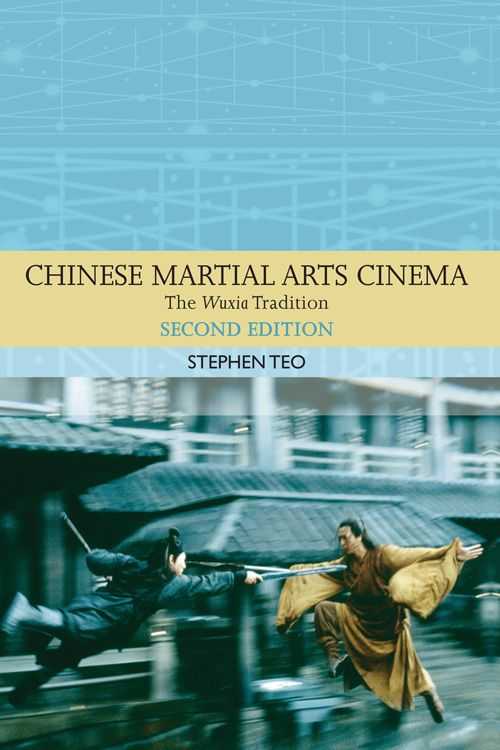 CHINESE MARTIAL ARTS CINEMA
The Wuxia Tradition
SECOND EDITION
STEPHEN TEO